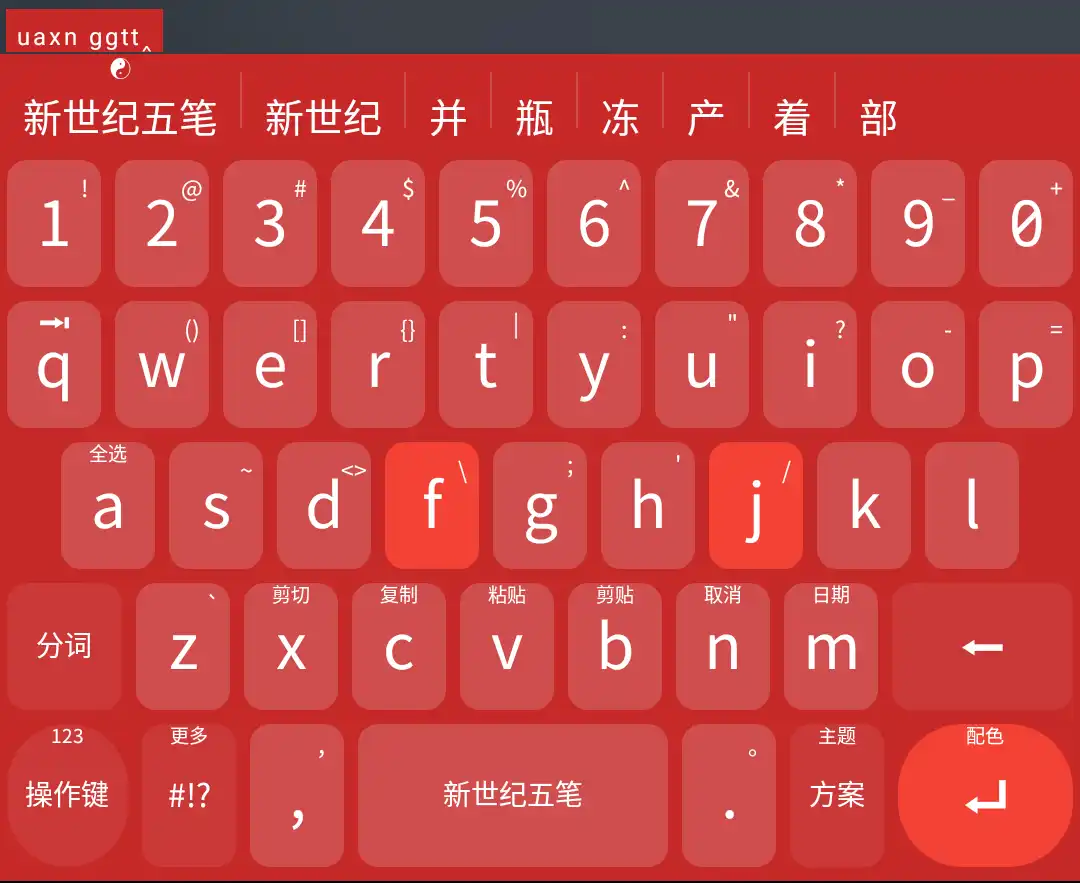 uaxn ggtt‸
☯
新世纪五笔 新世纪 并 瓶 冻 产 着 部
! @ # $ % ^ & * _ +
1 2 3 4 5 6 7 8 9 0
⇥ () [] {} | : " ? - =
q w e r t y u i o p
全选 ~ <> \ ; ' /
a s d f g h j k l
、 剪切 复制 粘贴 剪贴 取消 日期
分词 z x c v b n m ←
123 更多 , 。 主题 配色
操作键 #!? , 新世纪五笔 . 方案 ↵